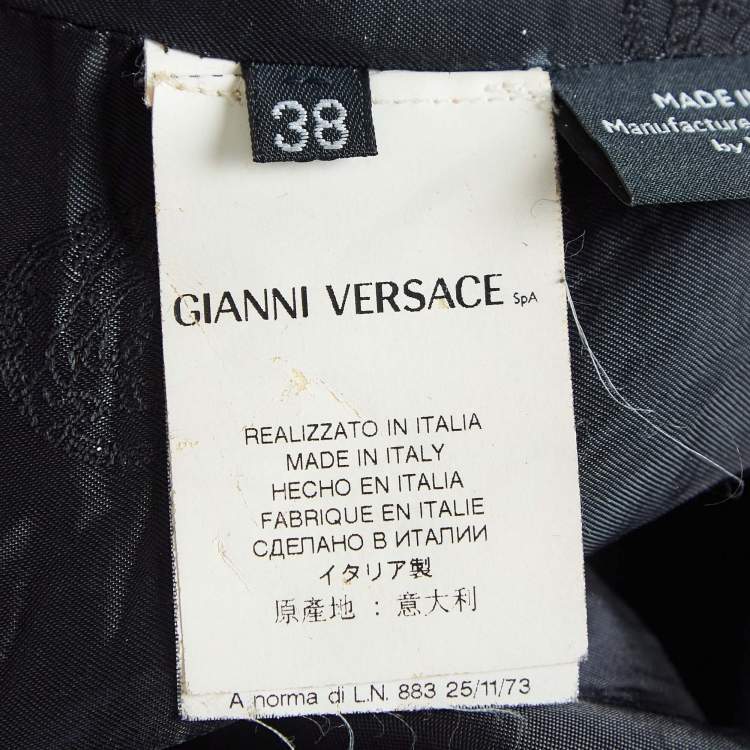 38
MADE IN
Manufacture
by
GIANNI VERSACE SpA
REALIZZATO IN ITALIA
MADE IN ITALY
HECHO EN ITALIA
FABRIQUE EN ITALIE
СДЕЛАНО В ИТАЛИИ
イタリア製
原產地：意大利
A norma di L.N. 883 25/11/73